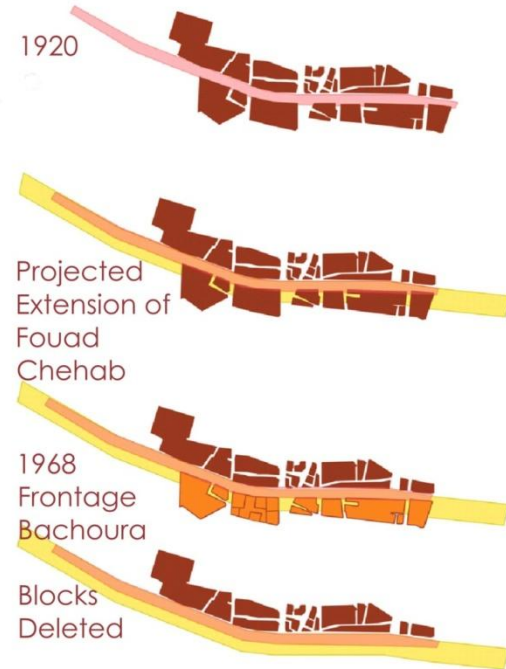 1920
Projected
Extension of
Fouad
Chehab
1968
Frontage
Bachoura
Blocks
Deleted